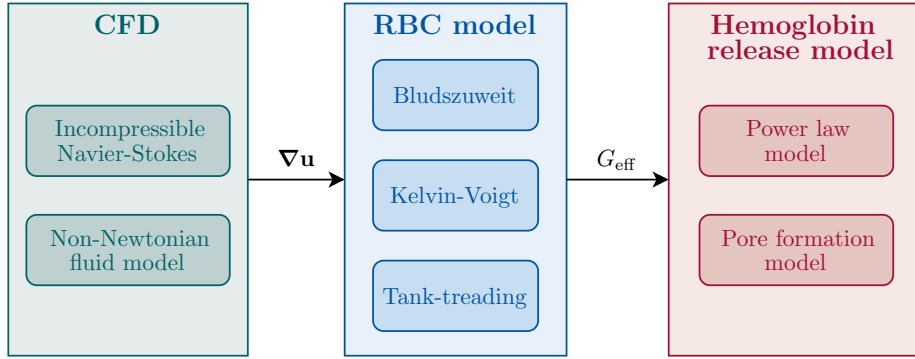 CFD
Incompressible
Navier-Stokes
Non-Newtonian
fluid model
∇u
RBC model
Bludszuweit
Kelvin-Voigt
Tank-treading
G_eff
Hemoglobin
release model
Power law
model
Pore formation
model